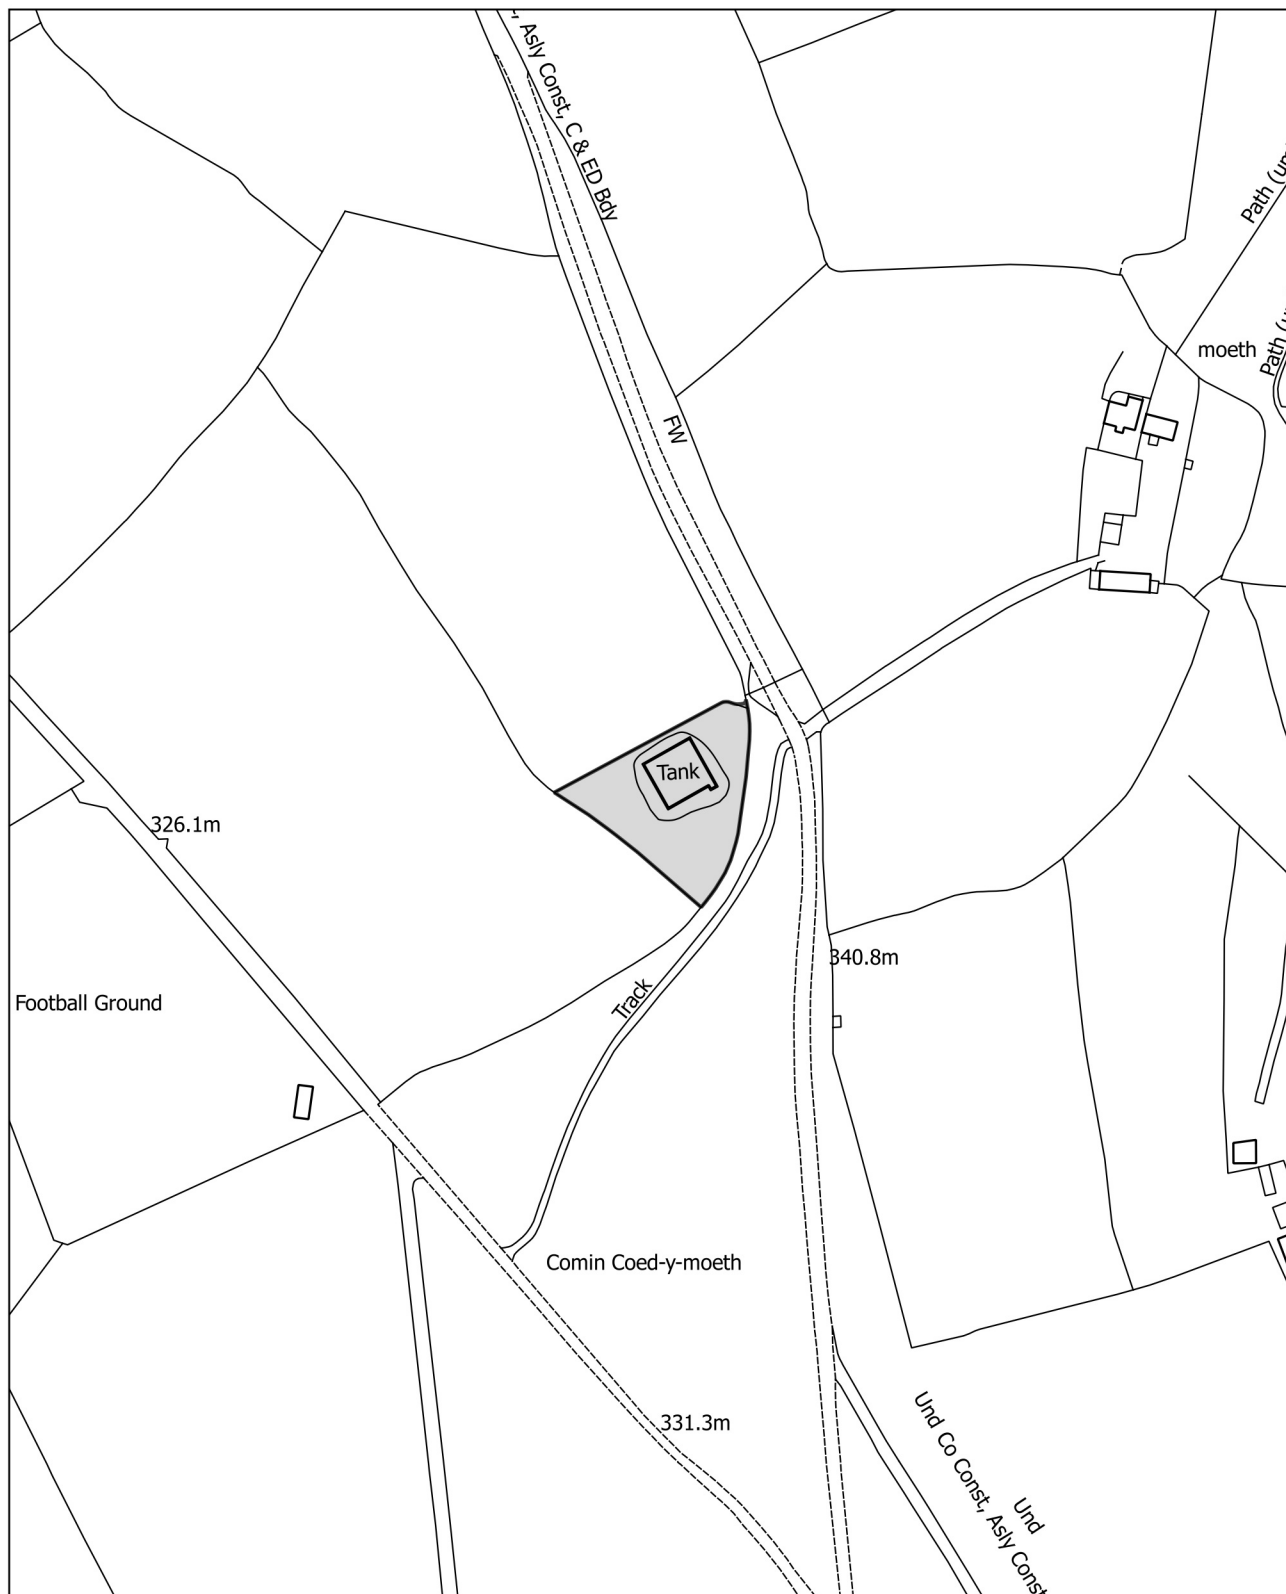 , Asly Const, C & ED Bdy
Path
moeth
Path
FW
Tank
326.1m
340.8m
Football Ground
Track
Comin Coed-y-moeth
331.3m
Und Co Const, Asly Const
Und